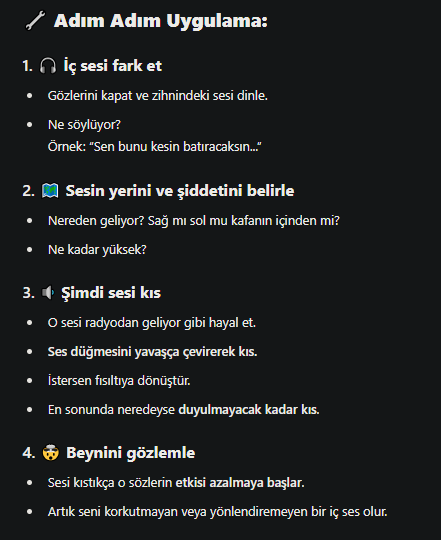 🔧 Adım Adım Uygulama:
1. 🎧 İç sesi fark et
• Gözlerini kapat ve zihnindeki sesi dinle.
• Ne söylüyor?
Örnek: “Sen bunu kesin batıracaksın...”
2. 🗺️ Sesin yerini ve şiddetini belirle
• Nereden geliyor? Sağ mı sol mu kafanın içinden mi?
• Ne kadar yüksek?
3. 🔈 Şimdi sesi kıs
• O sesi radyodan geliyor gibi hayal et.
• Ses düğmesini yavaşça çevirerek kıs.
• İstersen fısıltıya dönüştür.
• En sonunda neredeyse duyulmayacak kadar kıs.
4. 🤯 Beynini gözlemle
• Sesi kıstıkça o sözlerin etkisi azalmaya başlar.
• Artık seni korkutmayan veya yönlendiremeyen bir iç ses olur.